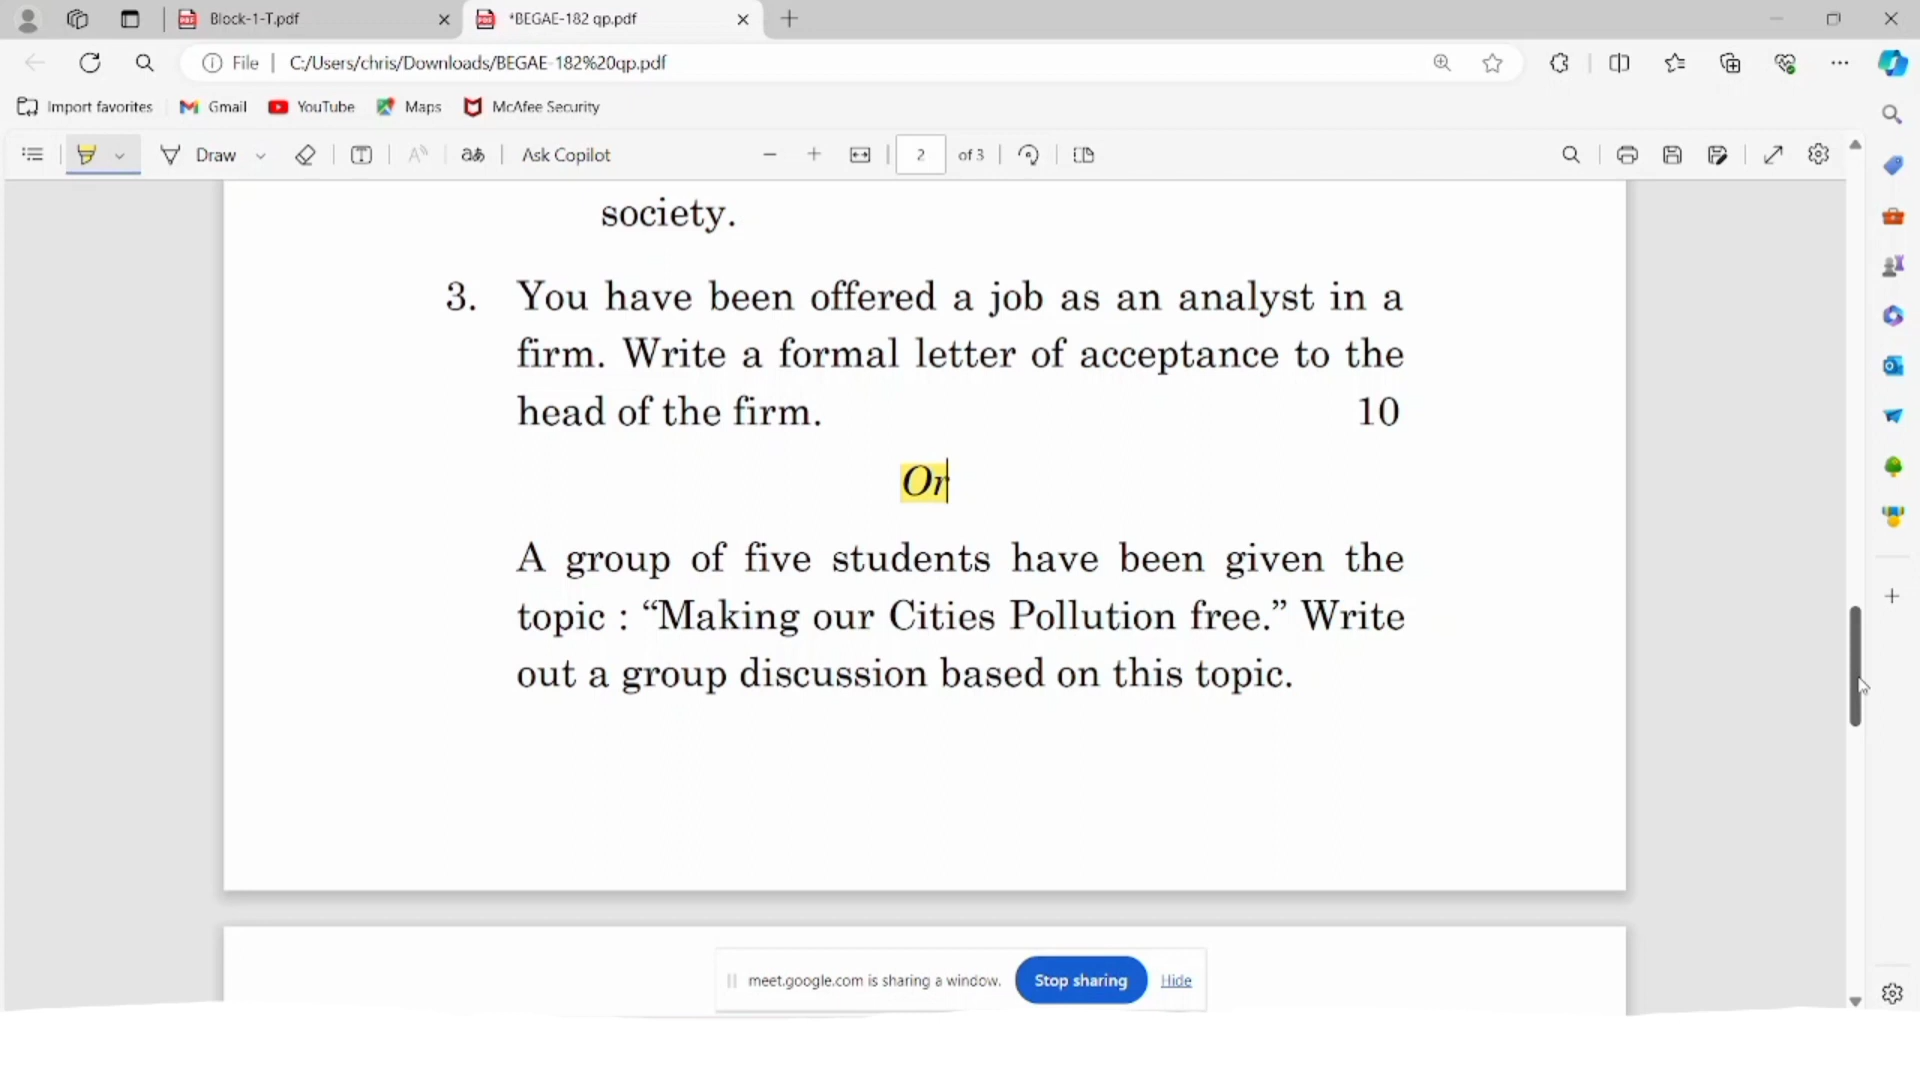 Block-1-T.pdf
*BEGAE-182 qp.pdf
File
C:/Users/chris/Downloads/BEGAE-182%20qp.pdf
Import favorites
Gmail
YouTube
Maps
McAfee Security
Draw
Ask Copilot
2
of 3
society.
3. You have been offered a job as an analyst in a
firm. Write a formal letter of acceptance to the
head of the firm. 10
Or
A group of five students have been given the
topic : “Making our Cities Pollution free.” Write
out a group discussion based on this topic.
meet.google.com is sharing a window.
Stop sharing
Hide